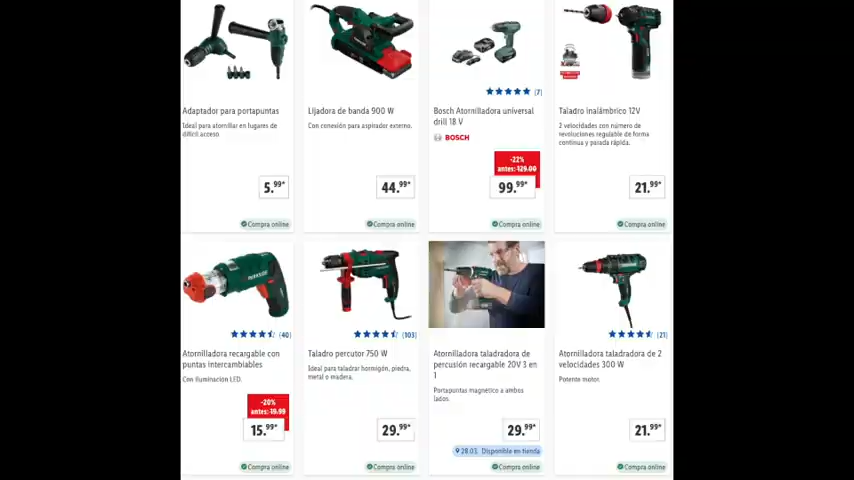 (7)
Adaptador para portapuntas
Ideal para atornillar en lugares de
difícil acceso
5.99*
Compra online
Lijadora de banda 900 W
Con conexión para aspirador externo.
44.99*
Compra online
Bosch Atornilladora universal
drill 18 V
BOSCH
-22%
antes: 129.00
99.99*
Compra online
Taladro inalámbrico 12V
2 velocidades con número de
revoluciones regulable de forma
continua y parada rápida.
21.99*
Compra online
(40)
Atornilladora recargable con
puntas intercambiables
Con iluminación LED.
-20%
antes: 19.99
15.99*
Compra online
(103)
Taladro percutor 750 W
Ideal para taladrar hormigón, piedra,
metal o madera.
29.99*
Compra online
Atornilladora taladradora de
percusión recargable 20V 3 en
1
Portapuntas magnético a ambos
lados.
29.99*
28.03. Disponible en tienda
Compra online
(21)
Atornilladora taladradora de 2
velocidades 300 W
Potente motor.
21.99*
Compra online